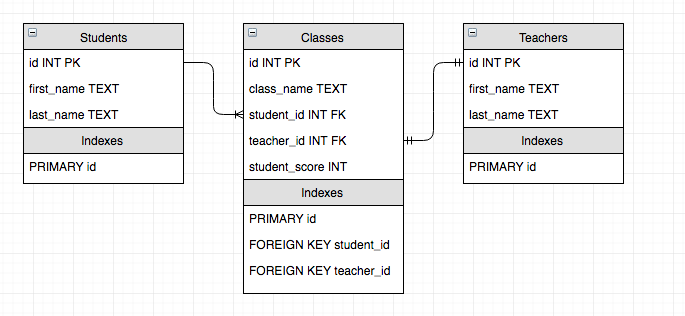 Students
id INT PK
first_name TEXT
last_name TEXT
Indexes
PRIMARY id
Classes
id INT PK
class_name TEXT
student_id INT FK
teacher_id INT FK
student_score INT
Indexes
PRIMARY id
FOREIGN KEY student_id
FOREIGN KEY teacher_id
Teachers
id INT PK
first_name TEXT
last_name TEXT
Indexes
PRIMARY id